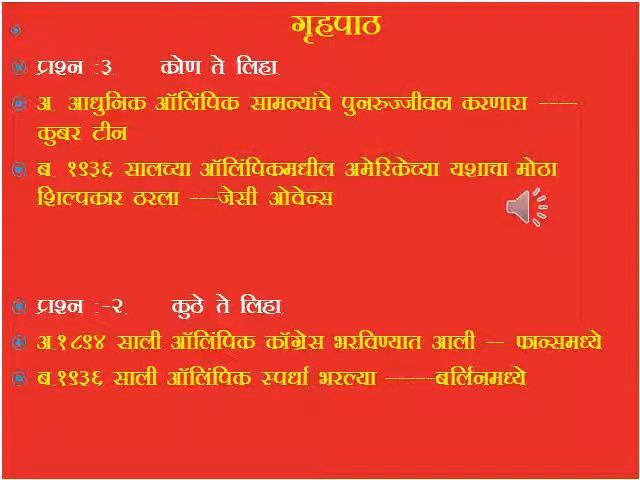 गृहपाठ
प्रश्न :३. कोण ते लिहा.
अ. आधुनिक ऑलिंपिक सामन्यांचे पुनरुज्जीवन करणारा ----
कुबर टीन
ब. १९३६ सालच्या ऑलिंपिकमधील अमेरिकेच्या यशाचा मोठा
शिल्पकार ठरला ---जेसी ओवेन्स
प्रश्न :-२. कुठे ते लिहा.
अ.१८९४ साली ऑलिंपिक कॉंग्रेस भरविण्यात आली -- फान्समध्ये
ब.१९३६ साली ऑलिंपिक स्पर्धा भरल्या -----बर्लिनमध्ये